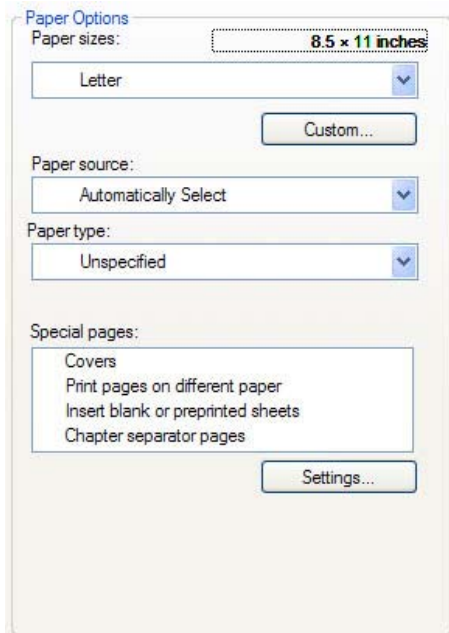 Paper Options
Paper sizes: 8.5 × 11 inches
Letter
Custom...
Paper source:
Automatically Select
Paper type:
Unspecified
Special pages:
Covers
Print pages on different paper
Insert blank or preprinted sheets
Chapter separator pages
Settings...